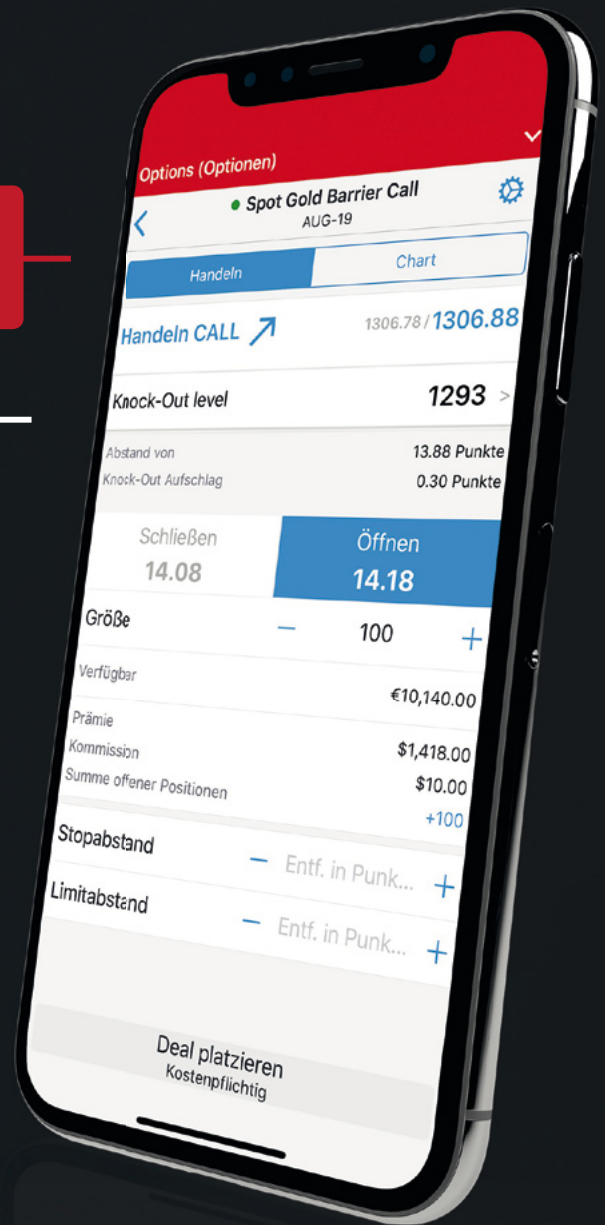 Options (Optionen)
Spot Gold Barrier Call
AUG-19
Handeln Chart
Handeln CALL 1306.78 / 1306.88
Knock-Out level 1293 >
Abstand von 13.88 Punkte
Knock-Out Aufschlag 0.30 Punkte
Schließen Öffnen
14.08 14.18
Größe − 100 +
Verfügbar €10,140.00
Prämie $1,418.00
Kommission $10.00
Summe offener Positionen +100
Stopabstand − Entf. in Punk... +
Limitabstand − Entf. in Punk... +
Deal platzieren
Kostenpflichtig